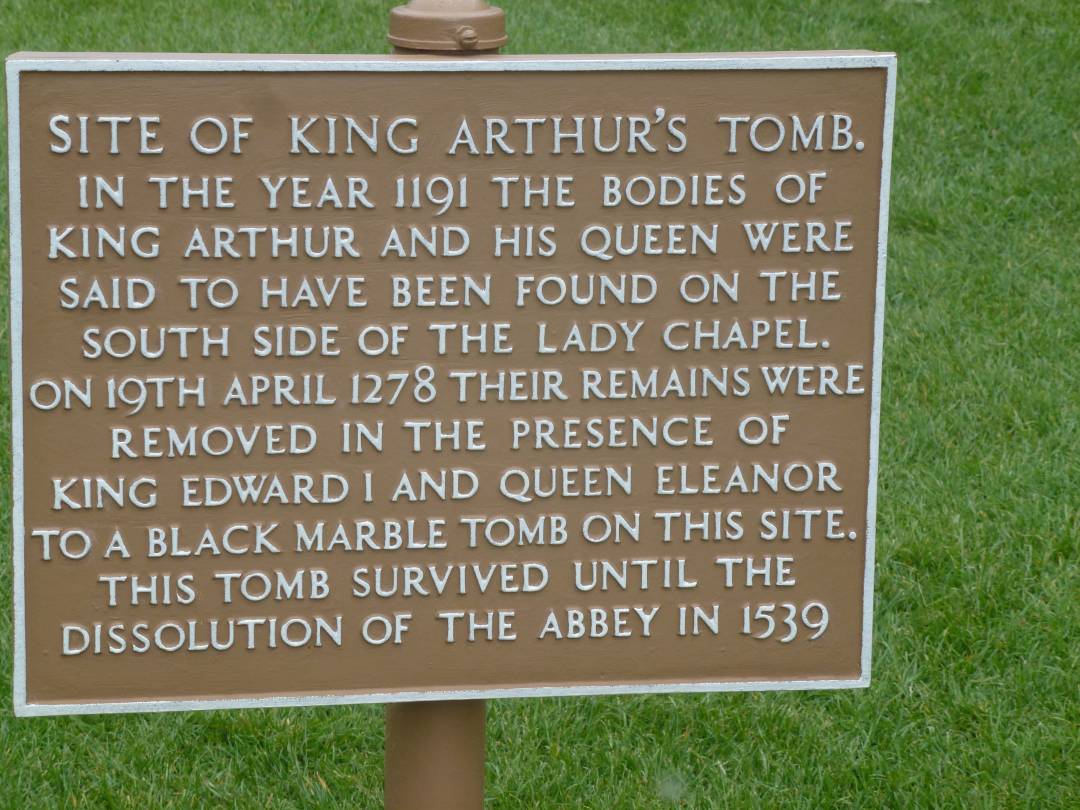 SITE OF KING ARTHUR'S TOMB.
IN THE YEAR 1191 THE BODIES OF
KING ARTHUR AND HIS QUEEN WERE
SAID TO HAVE BEEN FOUND ON THE
SOUTH SIDE OF THE LADY CHAPEL.
ON 19TH APRIL 1278 THEIR REMAINS WERE
REMOVED IN THE PRESENCE OF
KING EDWARD I AND QUEEN ELEANOR
TO A BLACK MARBLE TOMB ON THIS SITE.
THIS TOMB SURVIVED UNTIL THE
DISSOLUTION OF THE ABBEY IN 1539